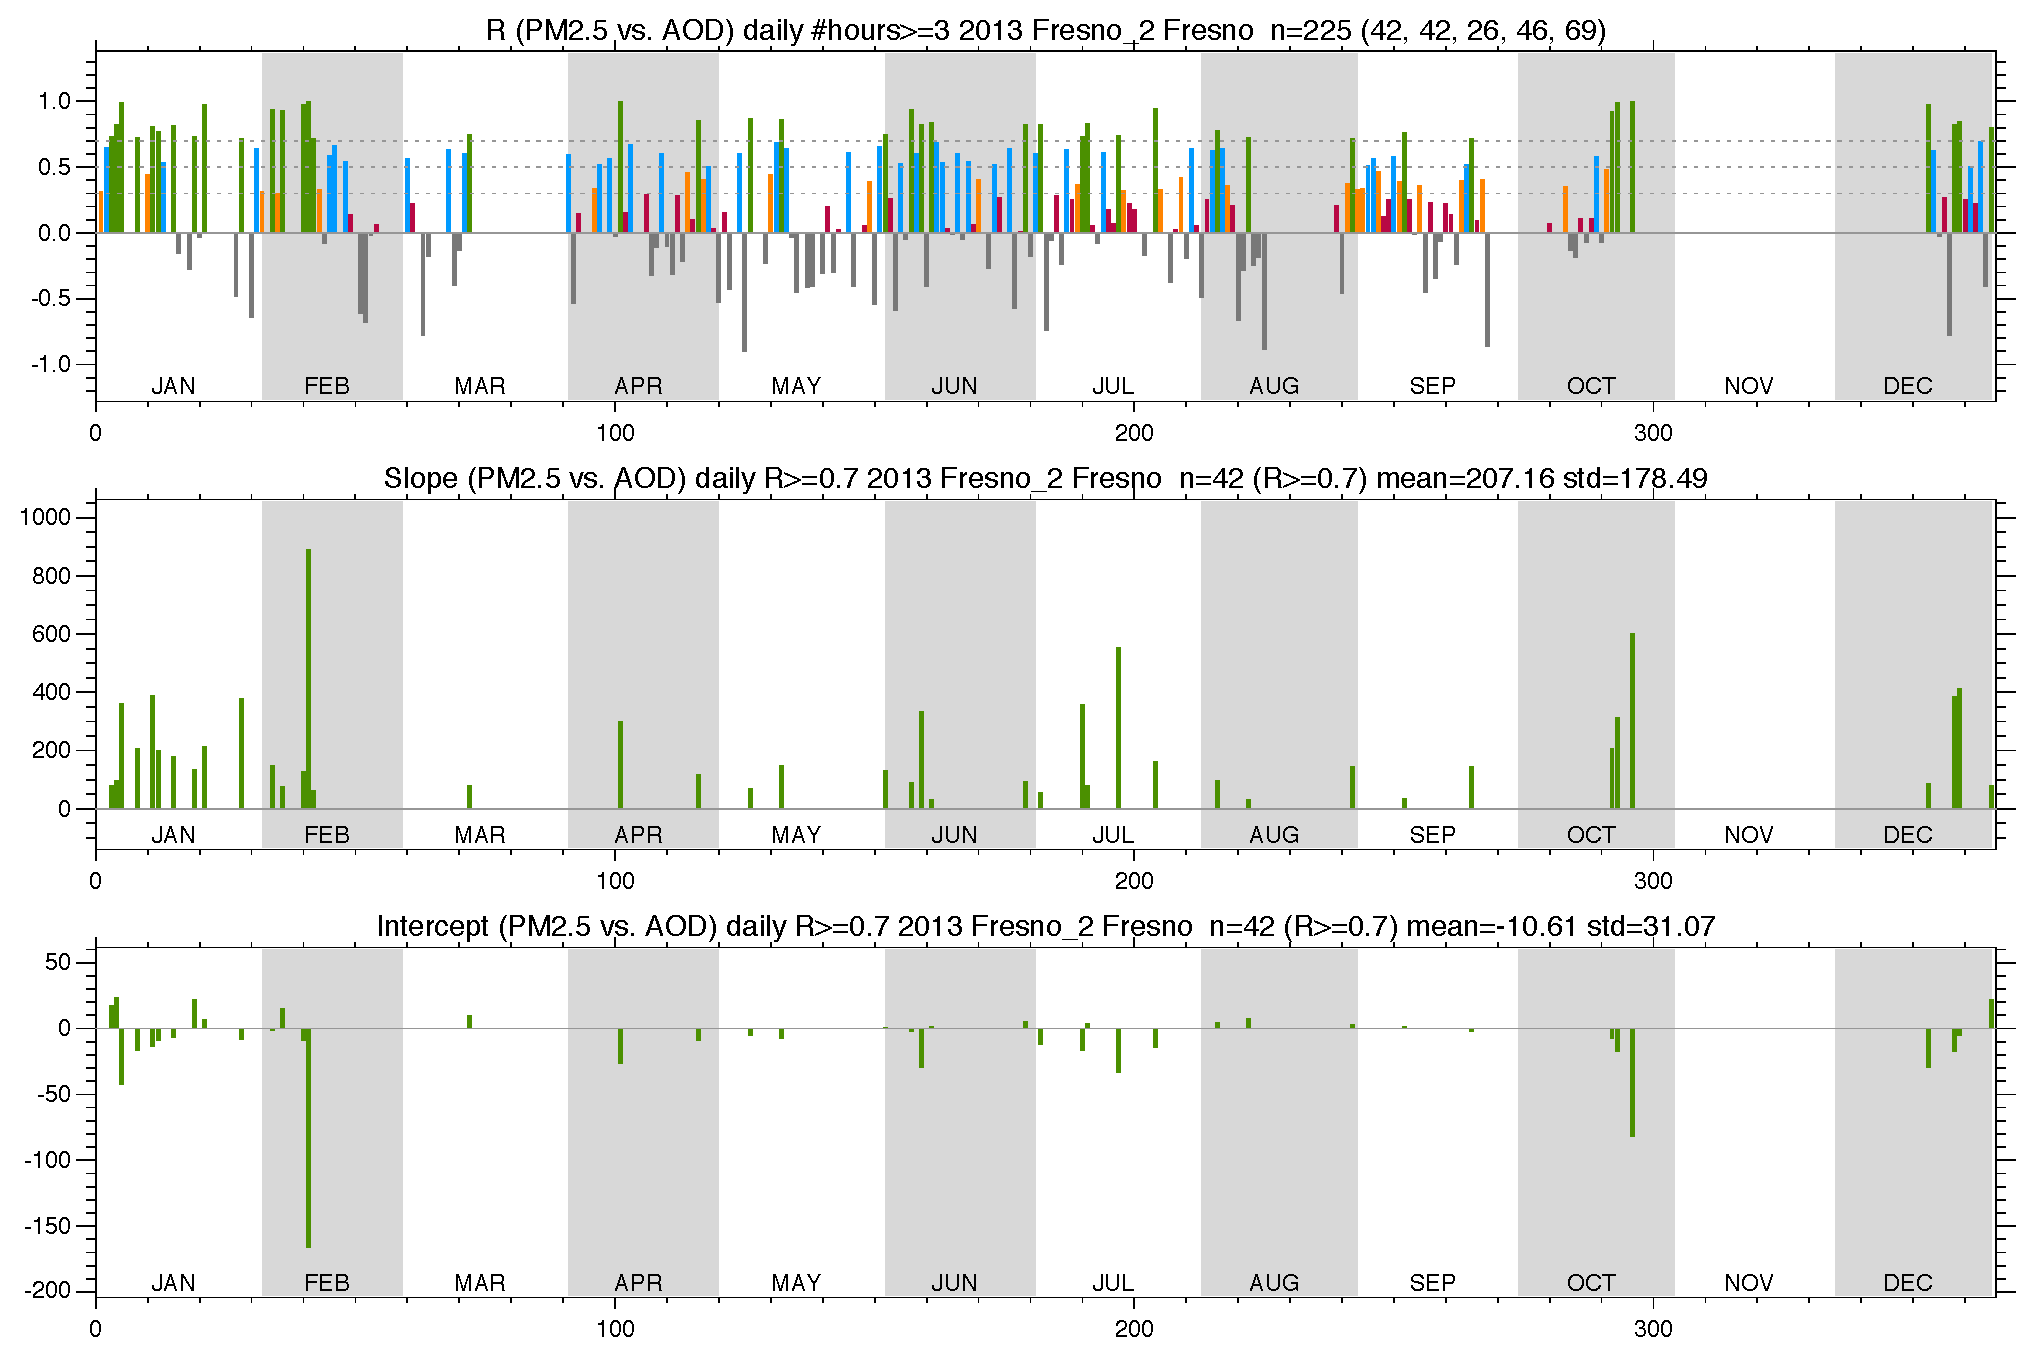 R (PM2.5 vs. AOD) daily #hours>=3 2013 Fresno_2 Fresno  n=225 (42, 42, 26, 46, 69)
1.0
0.5
0.0
-0.5
-1.0
JAN FEB MAR APR MAY JUN JUL AUG SEP OCT NOV DEC
0 100 200 300
Slope (PM2.5 vs. AOD) daily R>=0.7 2013 Fresno_2 Fresno  n=42 (R>=0.7) mean=207.16 std=178.49
1000
800
600
400
200
0
JAN FEB MAR APR MAY JUN JUL AUG SEP OCT NOV DEC
0 100 200 300
Intercept (PM2.5 vs. AOD) daily R>=0.7 2013 Fresno_2 Fresno  n=42 (R>=0.7) mean=-10.61 std=31.07
50
0
-50
-100
-150
-200
JAN FEB MAR APR MAY JUN JUL AUG SEP OCT NOV DEC
0 100 200 300